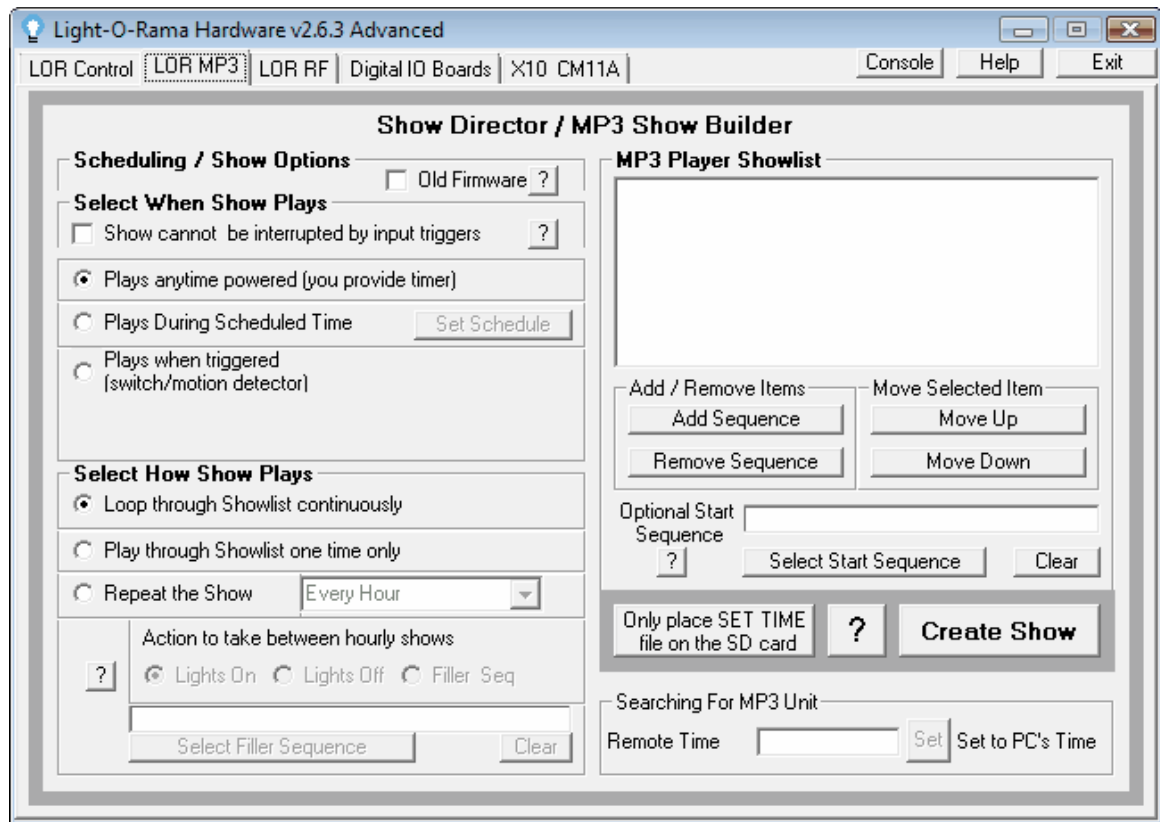 Light-O-Rama Hardware v2.6.3 Advanced
LOR Control LOR MP3 LOR RF Digital IO Boards X10 CM11A Console Help Exit
Show Director / MP3 Show Builder
Scheduling / Show Options
Old Firmware ?
Select When Show Plays
Show cannot be interrupted by input triggers ?
Plays anytime powered (you provide timer)
Plays During Scheduled Time Set Schedule
Plays when triggered
(switch/motion detector)
Select How Show Plays
Loop through Showlist continuously
Play through Showlist one time only
Repeat the Show Every Hour
Action to take between hourly shows
? Lights On Lights Off Filler Seq
Select Filler Sequence Clear
MP3 Player Showlist
Add / Remove Items
Add Sequence
Remove Sequence
Move Selected Item
Move Up
Move Down
Optional Start
Sequence
? Select Start Sequence Clear
Only place SET TIME
file on the SD card
?
Create Show
Searching For MP3 Unit
Remote Time Set Set to PC's Time